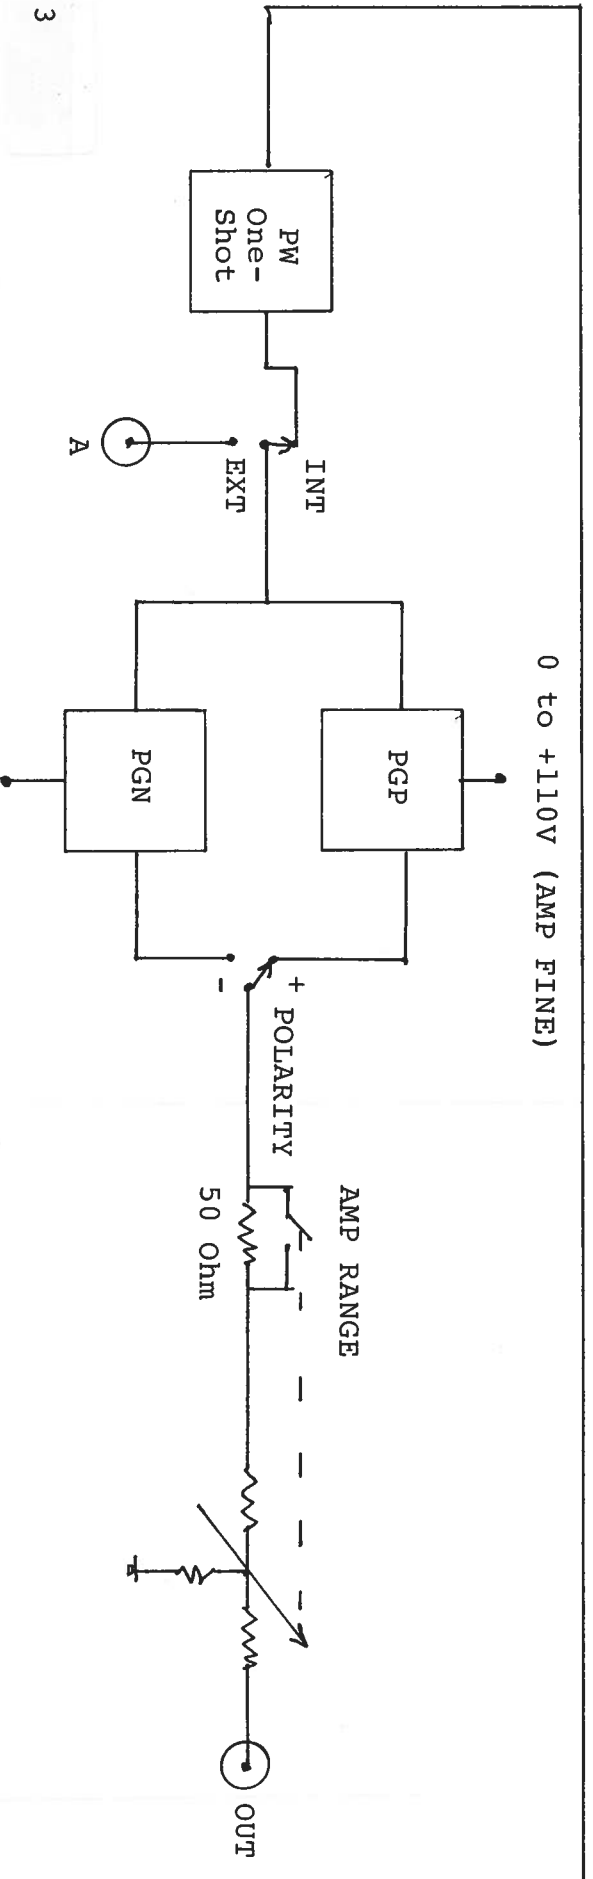 3
PW
One-
Shot
A
INT
EXT
0 to +110V (AMP FINE)
PGP
PGN
+
-
POLARITY
AMP RANGE
50 Ohm
OUT